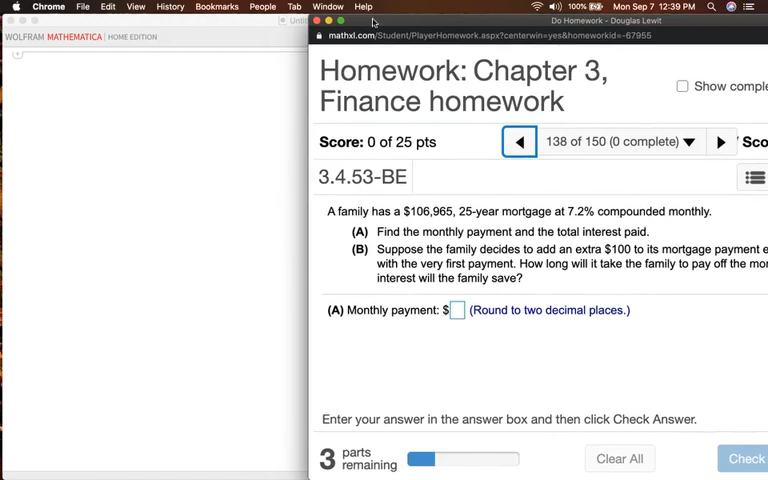 Chrome File Edit View History Bookmarks People Tab Window Help 100% Mon Sep 7 12:39 PM
Do Homework - Douglas Lewit
WOLFRAM MATHEMATICA | HOME EDITION
mathxl.com/Student/PlayerHomework.aspx?centerwin=yes&homeworkid=-67955
Homework: Chapter 3,
Finance homework
Show comple
Score: 0 of 25 pts
138 of 150 (0 complete)
Sco
3.4.53-BE
A family has a $106,965, 25-year mortgage at 7.2% compounded monthly.
(A) Find the monthly payment and the total interest paid.
(B) Suppose the family decides to add an extra $100 to its mortgage payment e
with the very first payment. How long will it take the family to pay off the mor
interest will the family save?
(A) Monthly payment: $ (Round to two decimal places.)
Enter your answer in the answer box and then click Check Answer.
3 parts
remaining
Clear All
Check